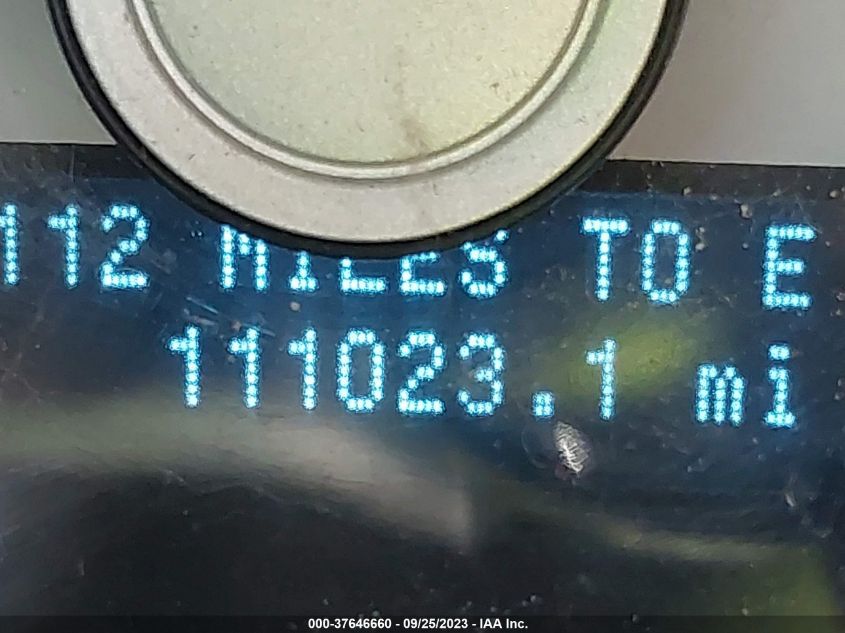 112 MILES TO E
111023.1 mi
000-37646660 - 09/25/2023 - IAA Inc.